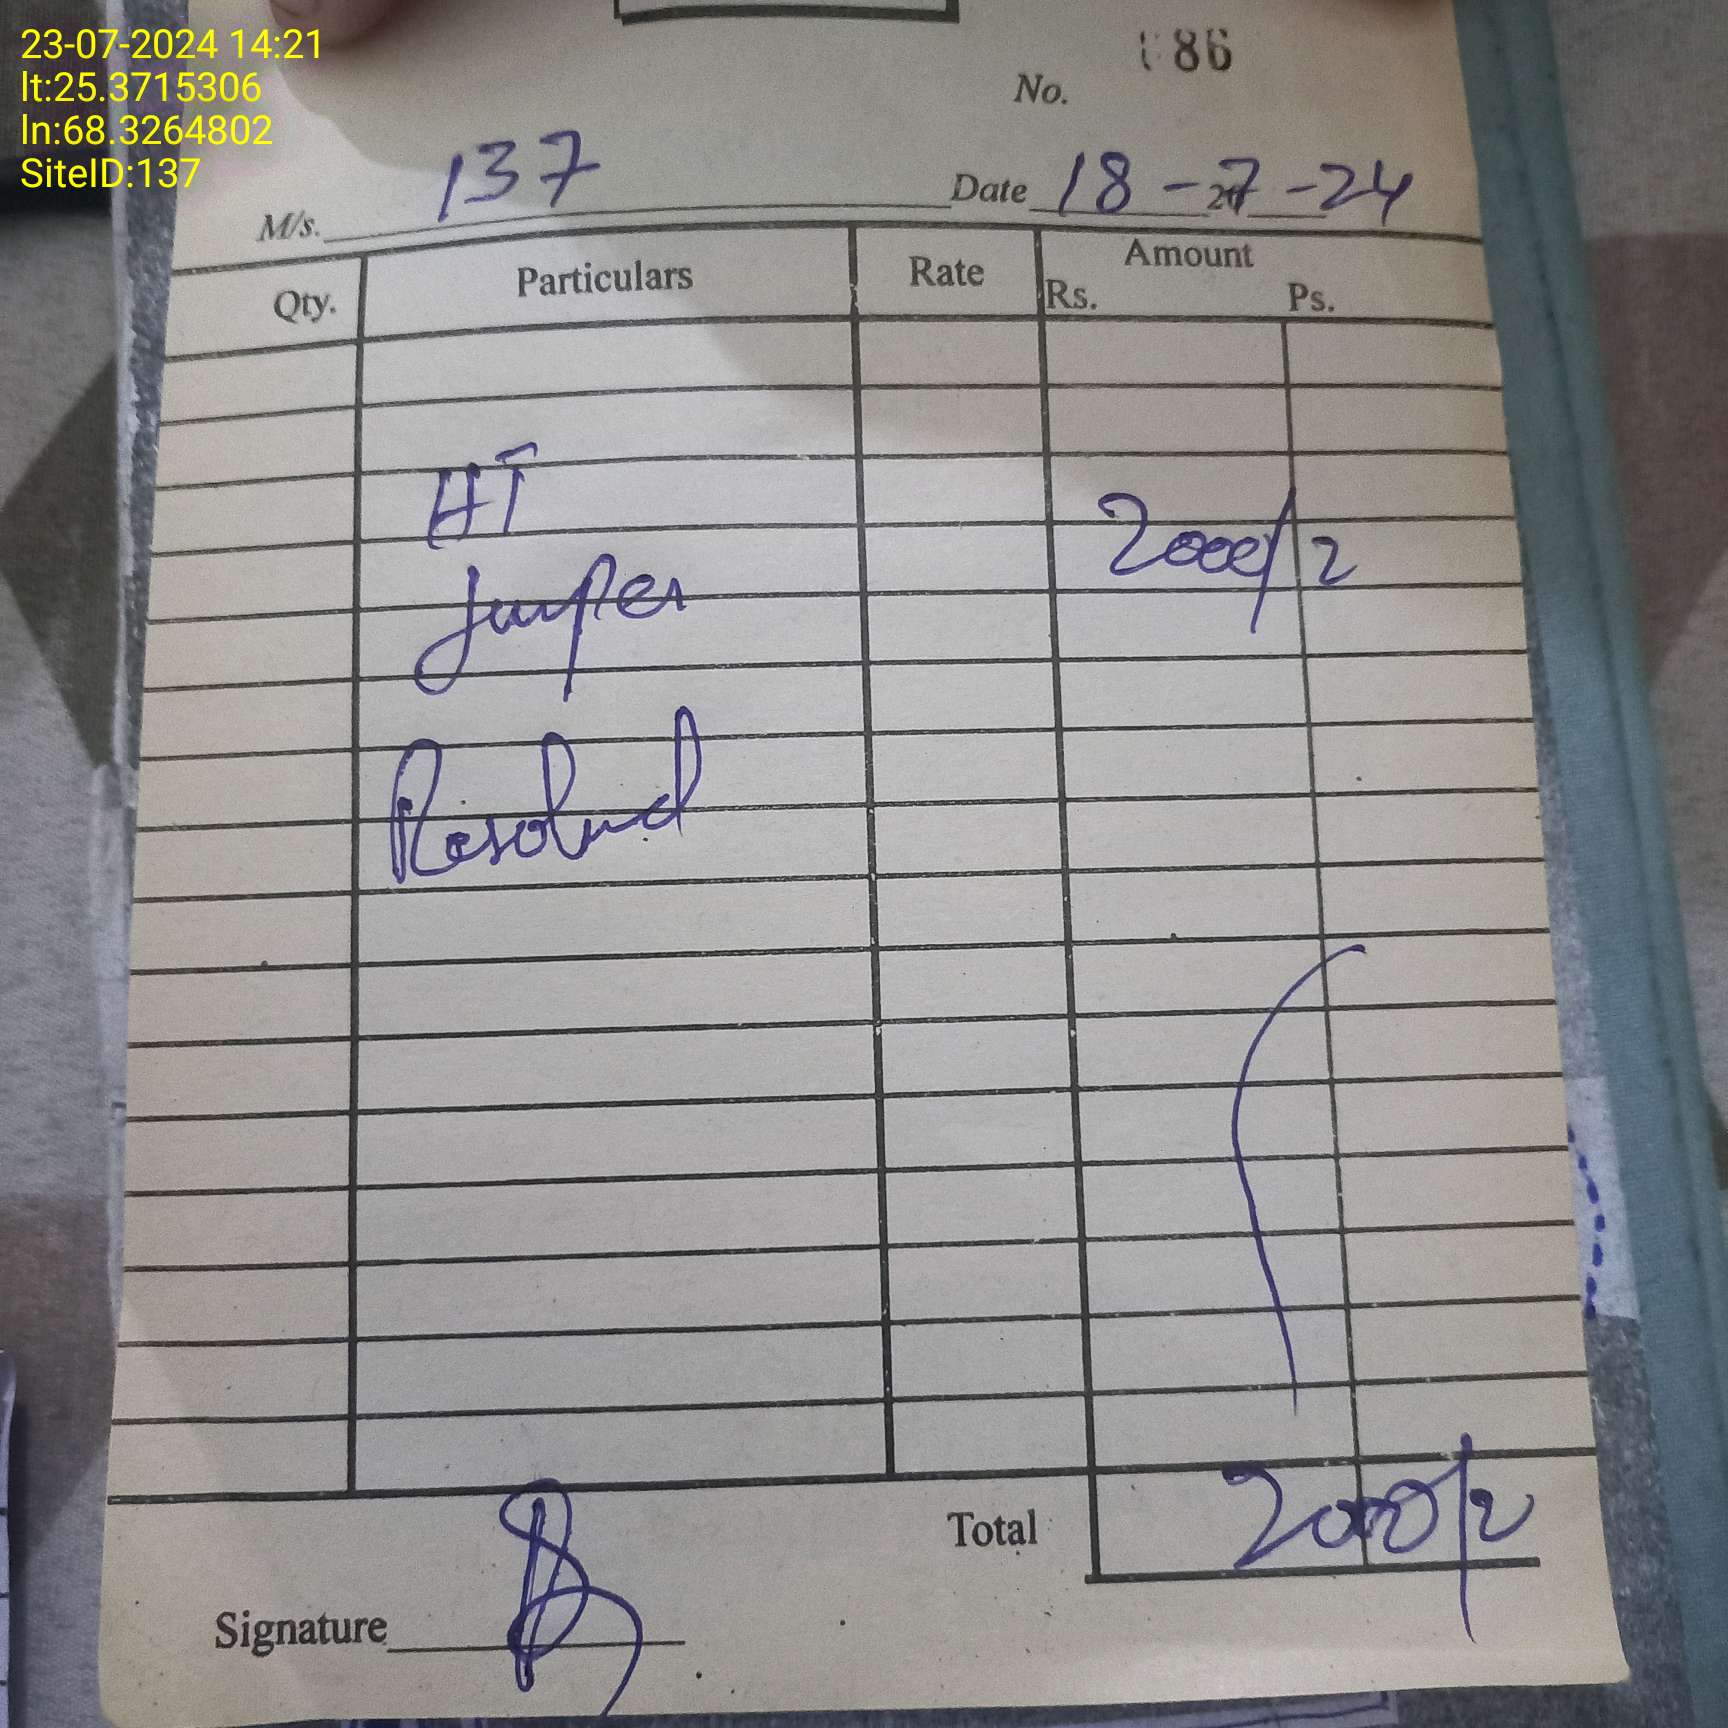 23-07-2024 14:21
lt:25.3715306
ln:68.3264802
SiteID:137
No. 86
M/s. 137
Date 18-7-24
Qty. Particulars Rate Amount
Rs. Ps.
HT
2000/2
Jumper
Resolved
Total 2000/2
Signature